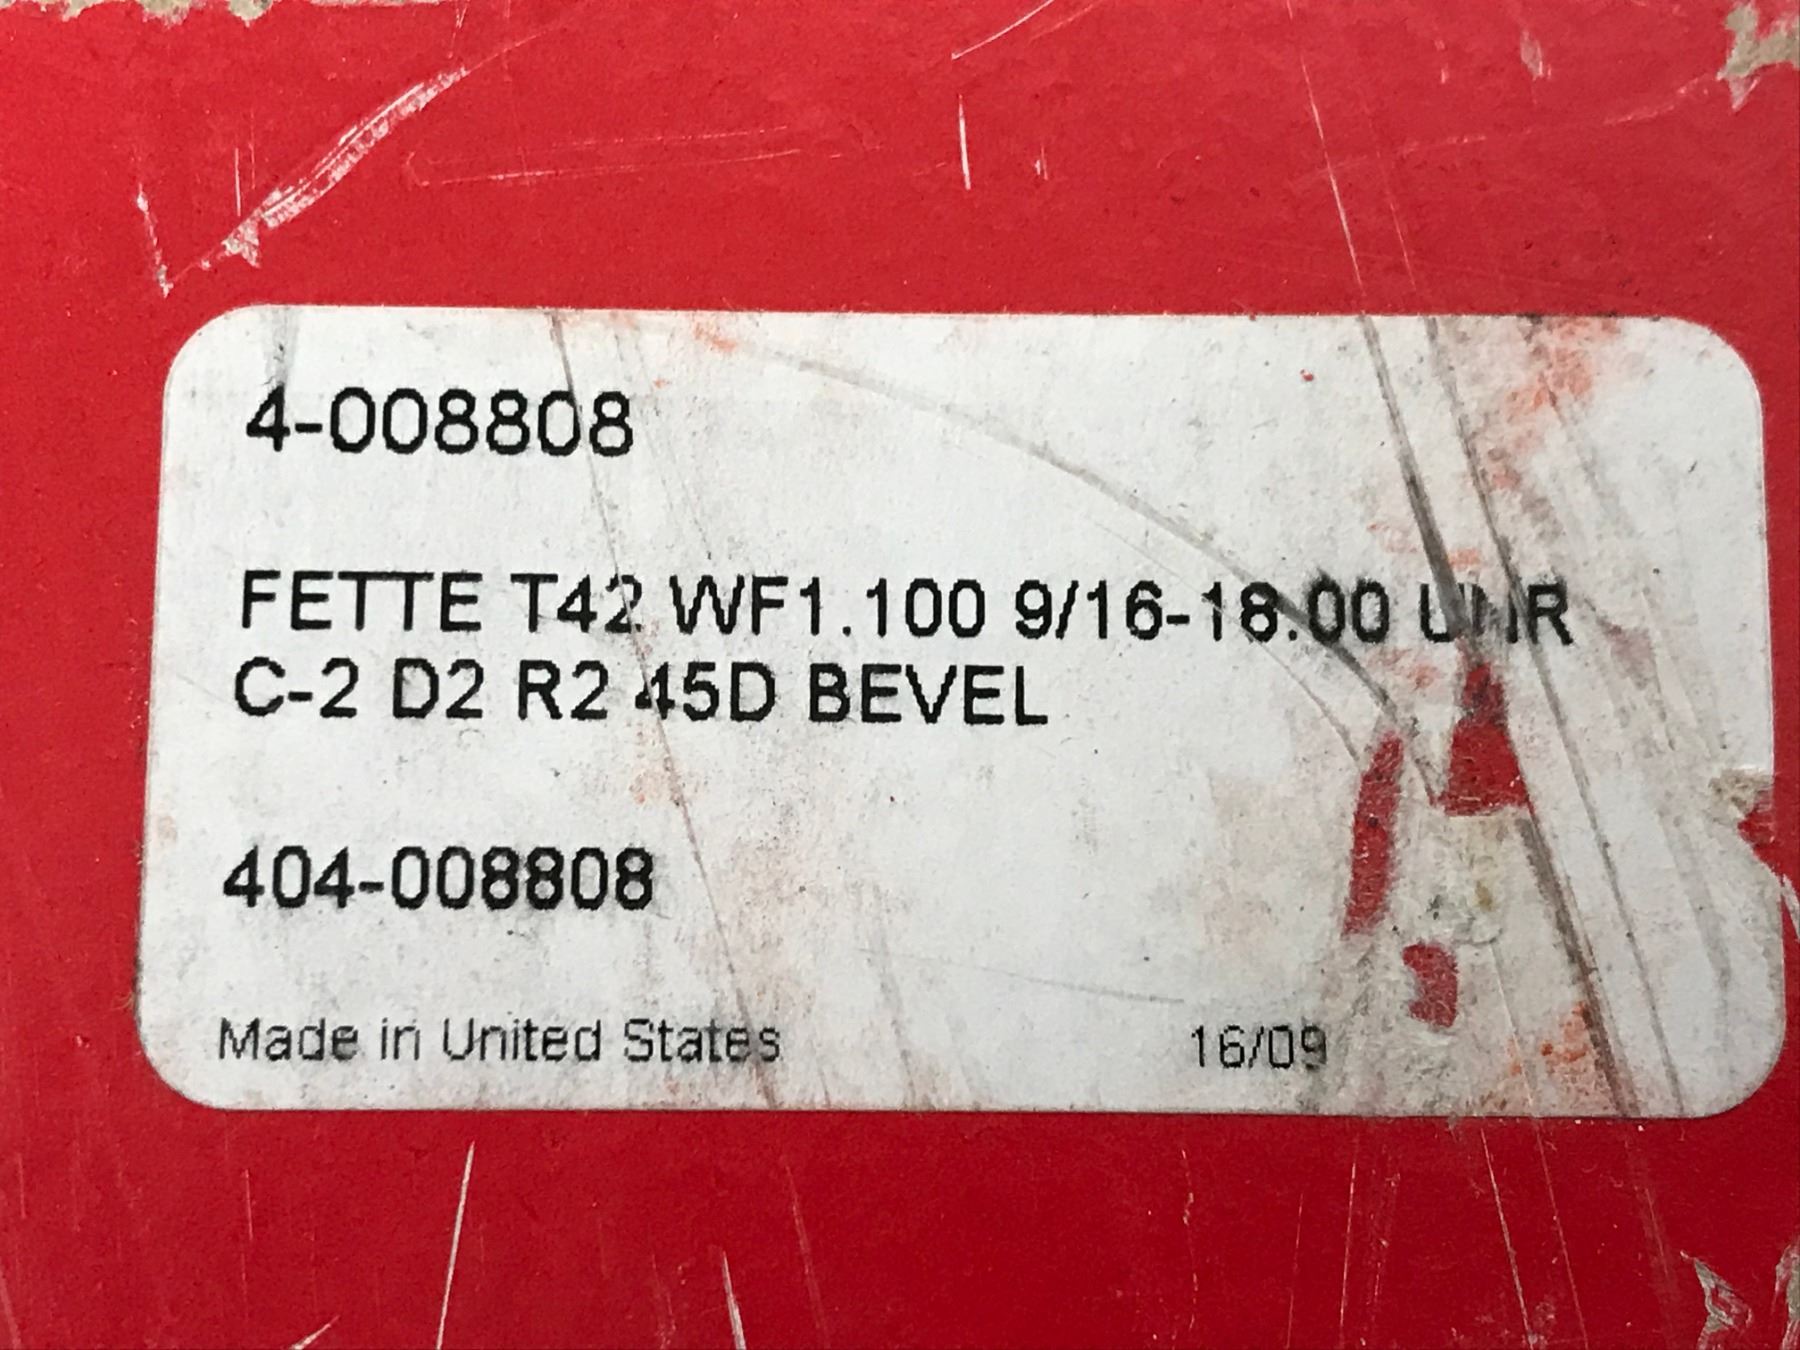 4-008808
FETTE T42 WF1.100 9/16-18.00
C-2 D2 R2 45D BEVEL
404-008808
Made in United States 16/09